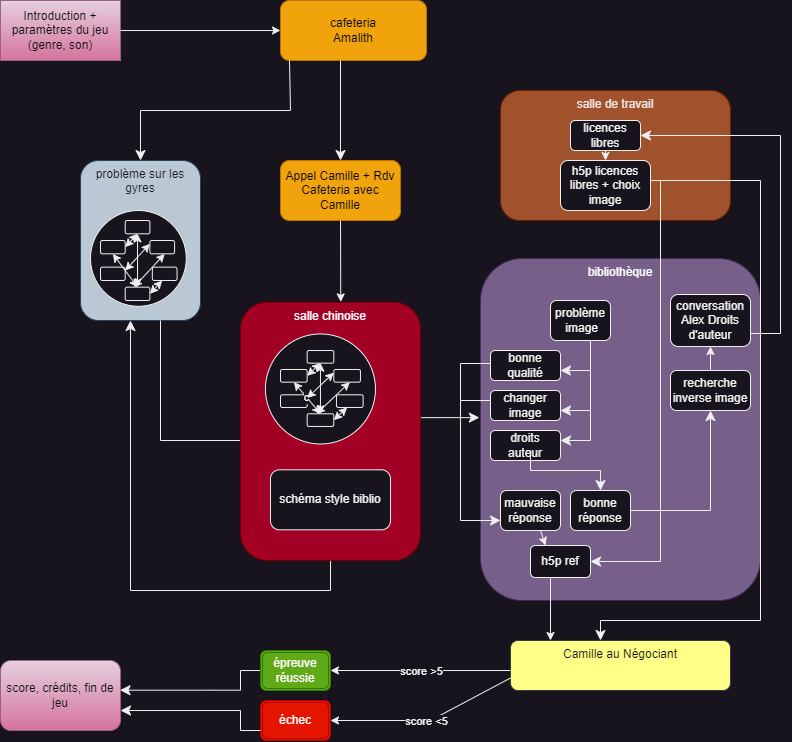 Introduction +
paramètres du jeu
(genre, son)
cafeteria
Amalith
salle de travail
licences
libres
h5p licences
libres + choix
image
problème sur les
gyres
Appel Camille + Rdv
Cafeteria avec
Camille
bibliothèque
salle chinoise
problème
image
conversation
Alex Droits
d'auteur
bonne
qualité
recherche
inverse image
changer
image
droits
auteur
schéma style biblio
mauvaise
réponse
bonne
réponse
h5p ref
Camille au Négociant
épreuve
réussie
score >5
score, crédits, fin de
jeu
échec
score <5